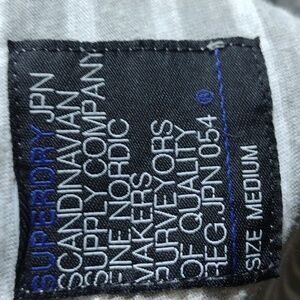 SUPERDRY JPN
SCANDINAVIAN
SUPPLY COMPANY
FINE NORDIC
MAKERS
PURVEYORS
OF QUALITY
REG.JPN 054 ®
SIZE MEDIUM